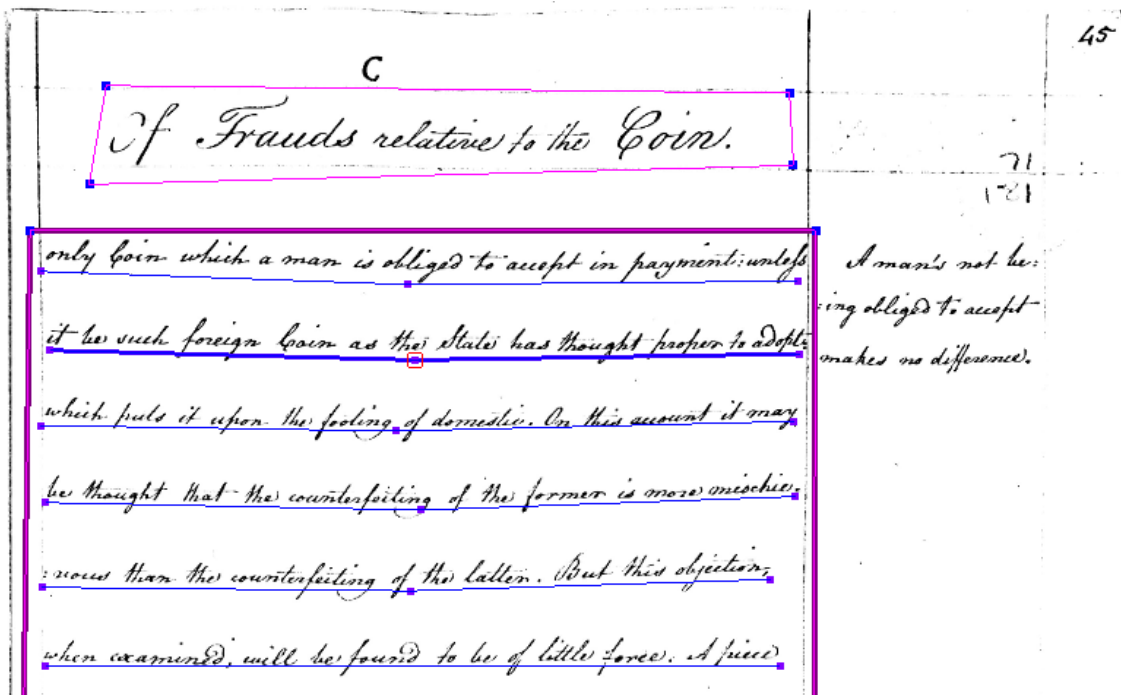 45
C
Of Frauds relative to the Coin.
71
181
only Coin which a man is obliged to accept in payment: unless
it be such foreign Coin as the State has thought proper to adopt:
which puts it upon the footing of domestic. On this account it may
be thought that the counterfeiting of the former is more mischie:
:vous than the counterfeiting of the latter. But this objection,
when examined, will be found to be of little force. A piece
A man's not be:
:ing obliged to accept
makes no difference.